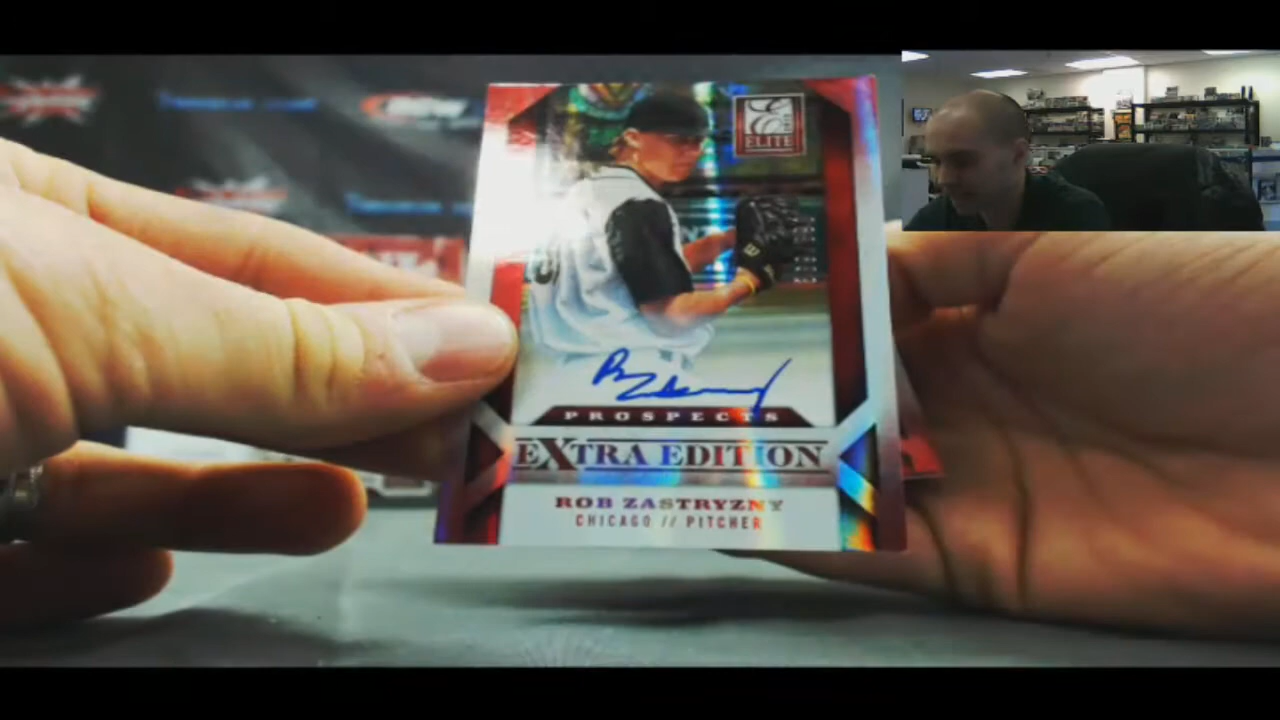 ELITE
PROSPECTS
EXTRA EDITION
ROB ZASTRYZNY
CHICAGO // PITCHER